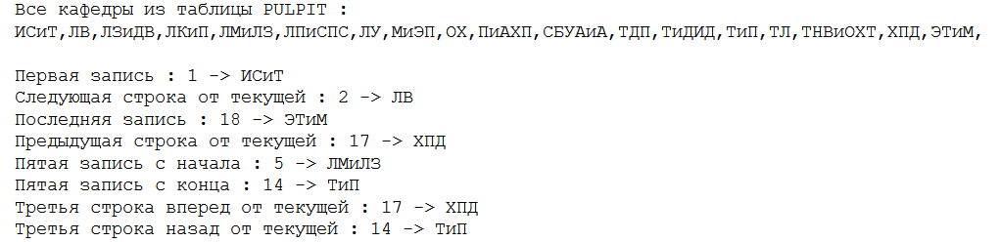 Все кафедры из таблицы PULPIT :
ИСиТ,ЛВ,ЛЗиДВ,ЛКиП,ЛМиЛЗ,ЛПиСПС,ЛУ,МиЭП,ОХ,ПиАХП,СБУАиА,ТДП,ТиДИД,ТиП,ТЛ,ТНВиОХТ,ХПД,ЭТиМ,
Первая запись : 1 -> ИСиТ
Следующая строка от текущей : 2 -> ЛВ
Последняя запись : 18 -> ЭТиМ
Предыдущая строка от текущей : 17 -> ХПД
Пятая запись с начала : 5 -> ЛМиЛЗ
Пятая запись с конца : 14 -> ТиП
Третья строка вперед от текущей : 17 -> ХПД
Третья строка назад от текущей : 14 -> ТиП